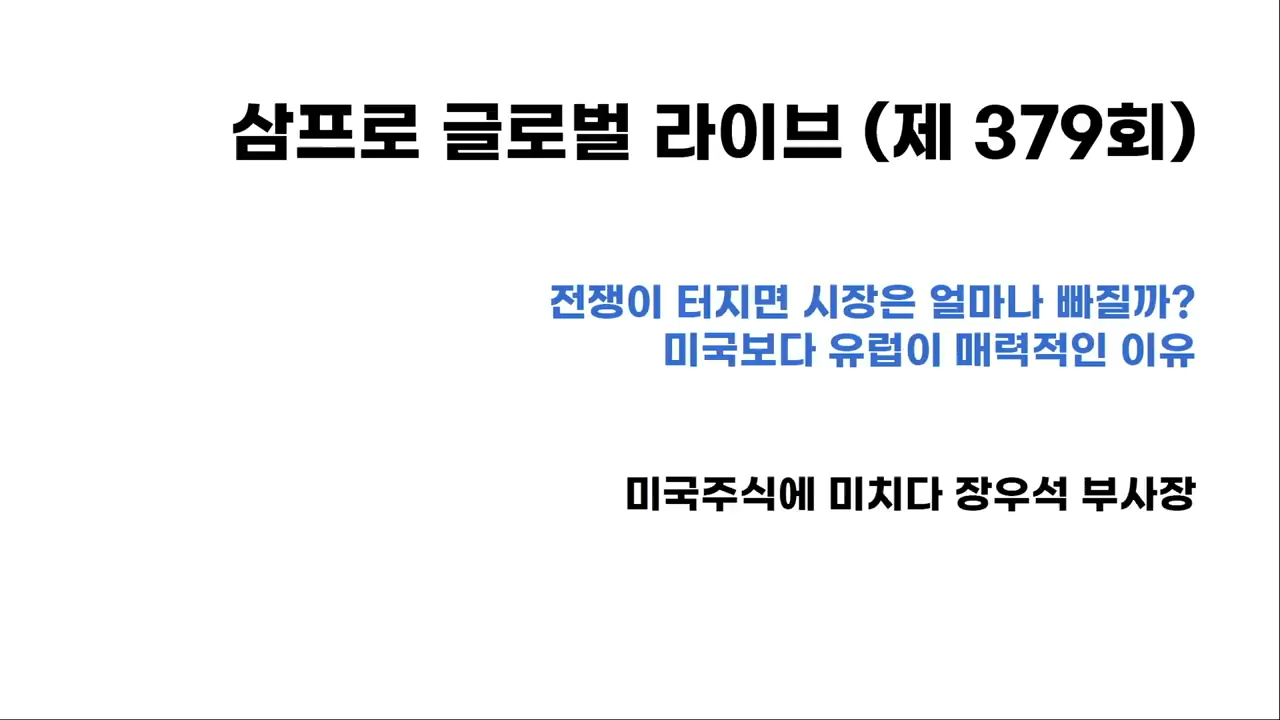 삼프로 글로벌 라이브 (제 379회)
전쟁이 터지면 시장은 얼마나 빠질까?
미국보다 유럽이 매력적인 이유
미국주식에 미치다 장우석 부사장